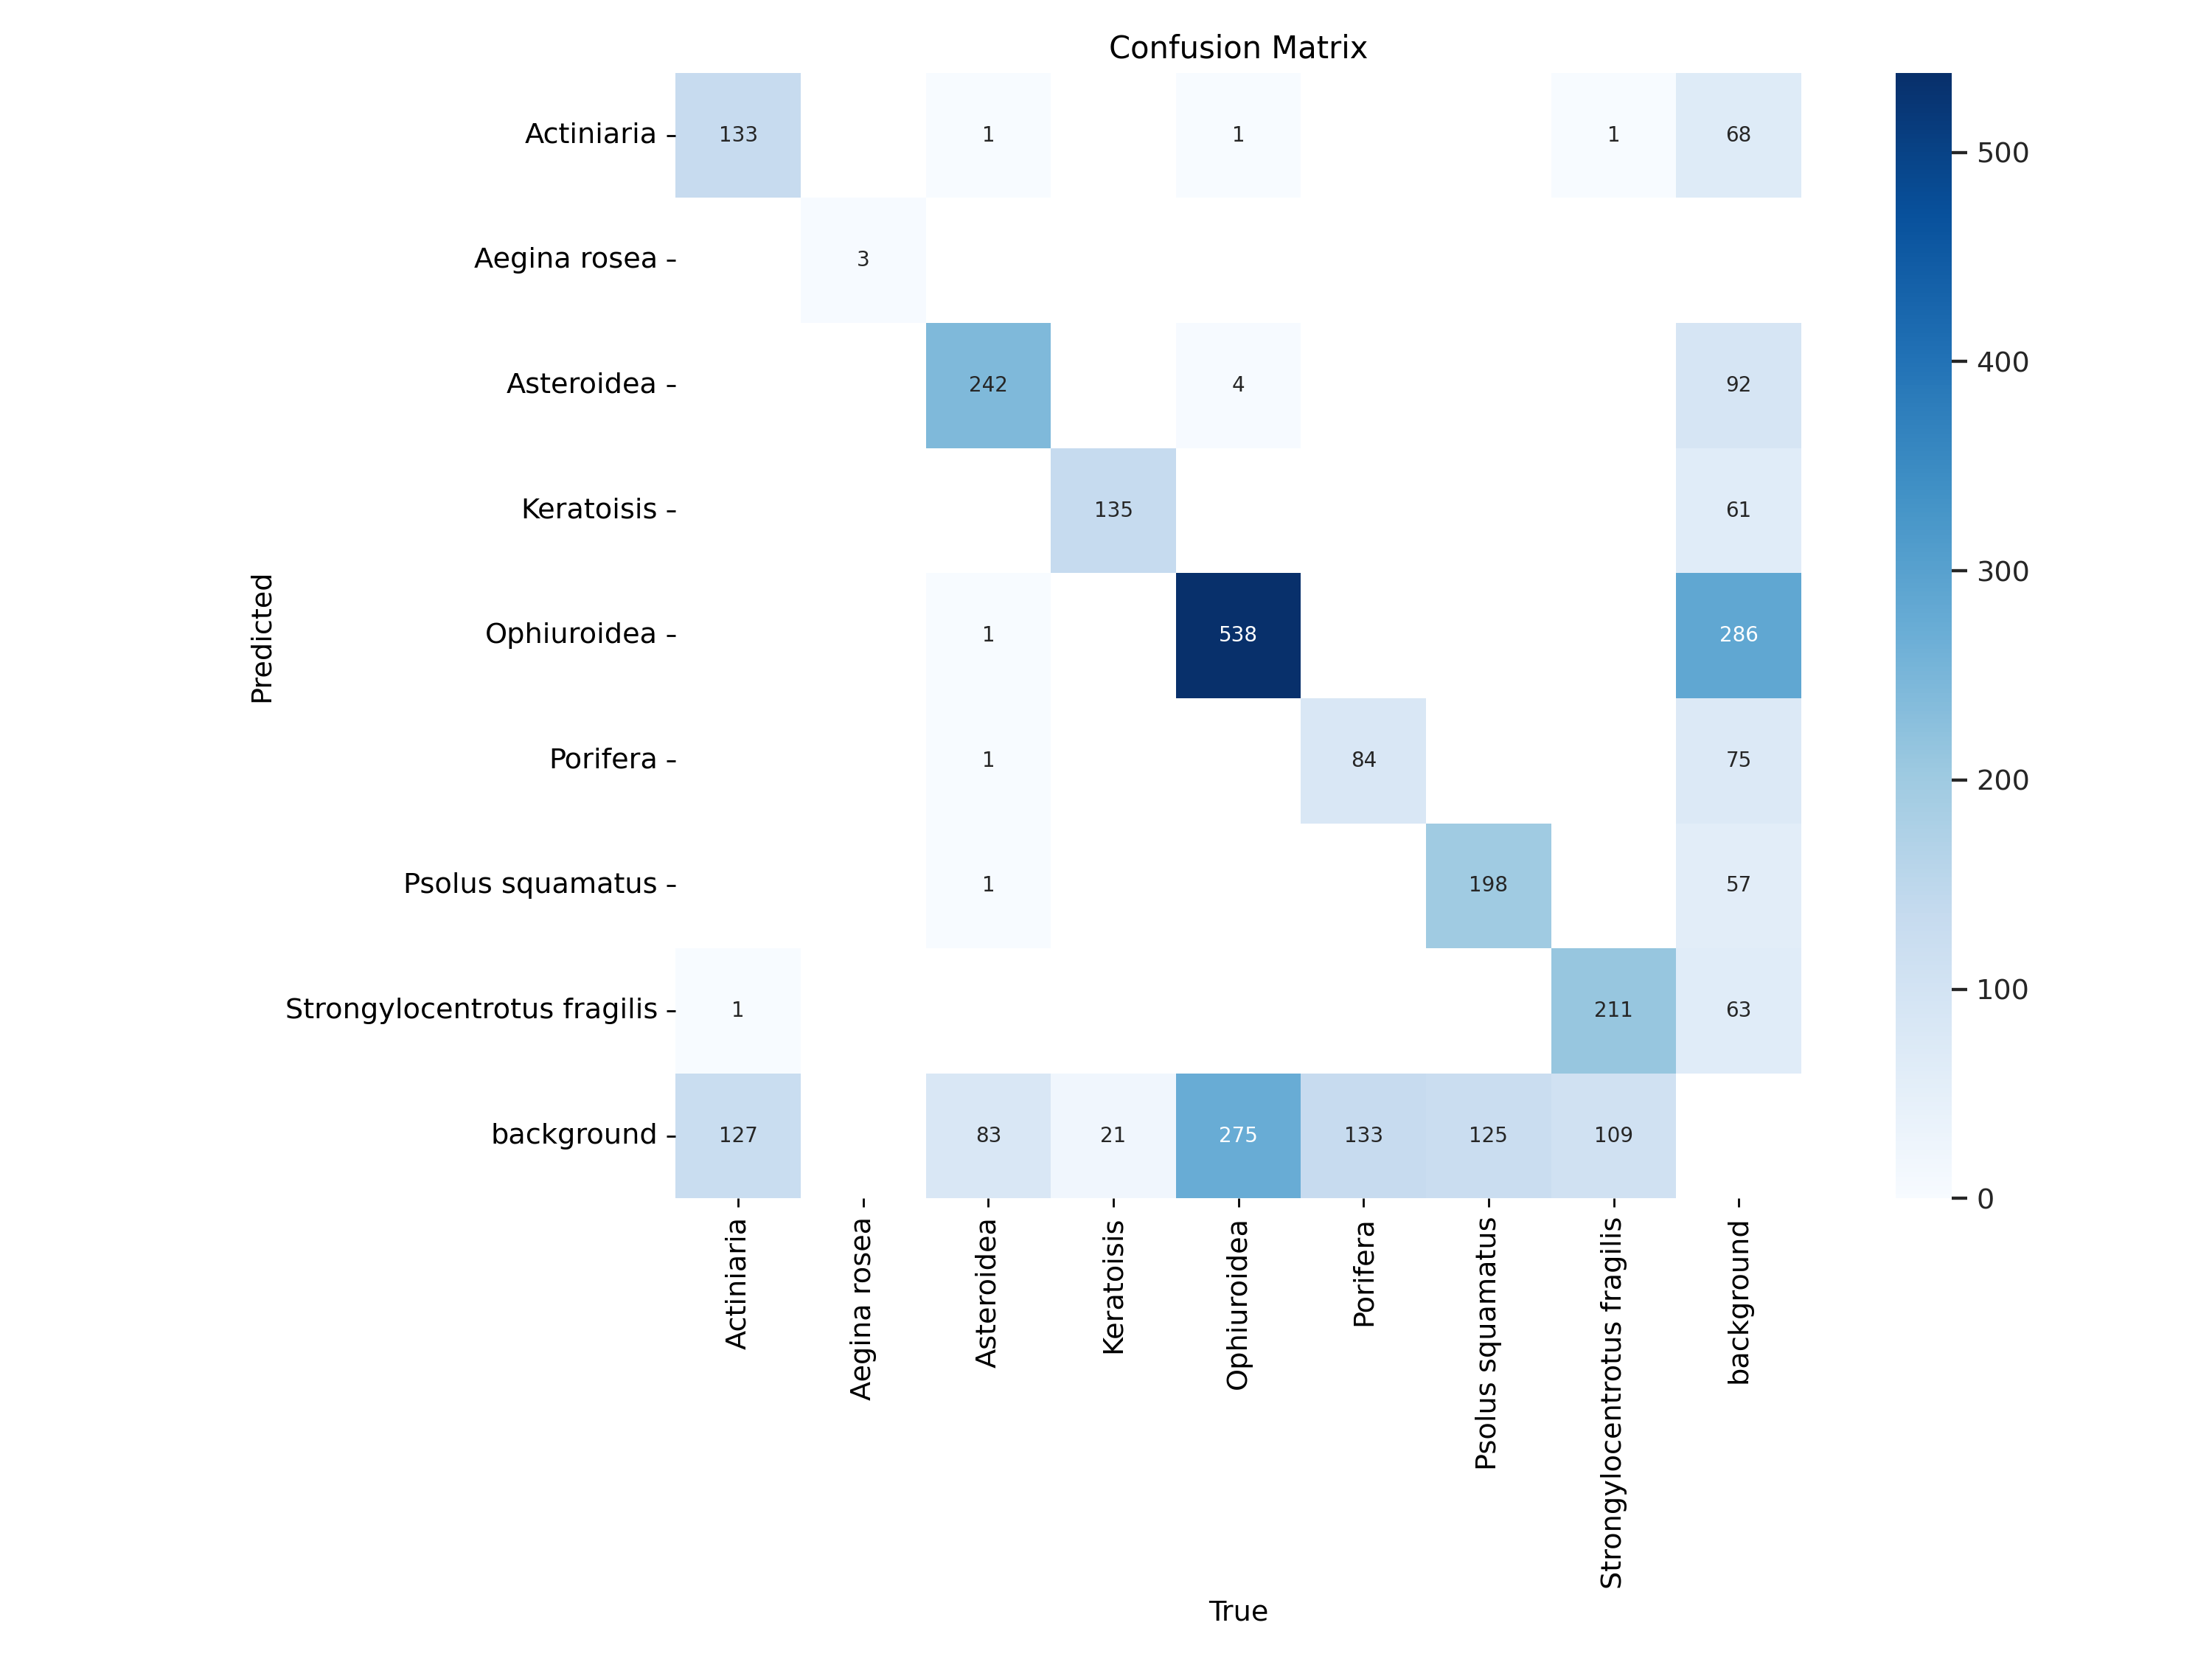 Confusion Matrix
Actiniaria 133 1 1 1 68
Aegina rosea 3
Asteroidea 242 4 92
Keratoisis 135 61
Ophiuroidea 1 538 286
Porifera 1 84 75
Psolus squamatus 1 198 57
Strongylocentrotus fragilis 1 211 63
background 127 83 21 275 133 125 109
Predicted
Actiniaria
Aegina rosea
Asteroidea
Keratoisis
Ophiuroidea
Porifera
Psolus squamatus
Strongylocentrotus fragilis
background
True
500
400
300
200
100
0